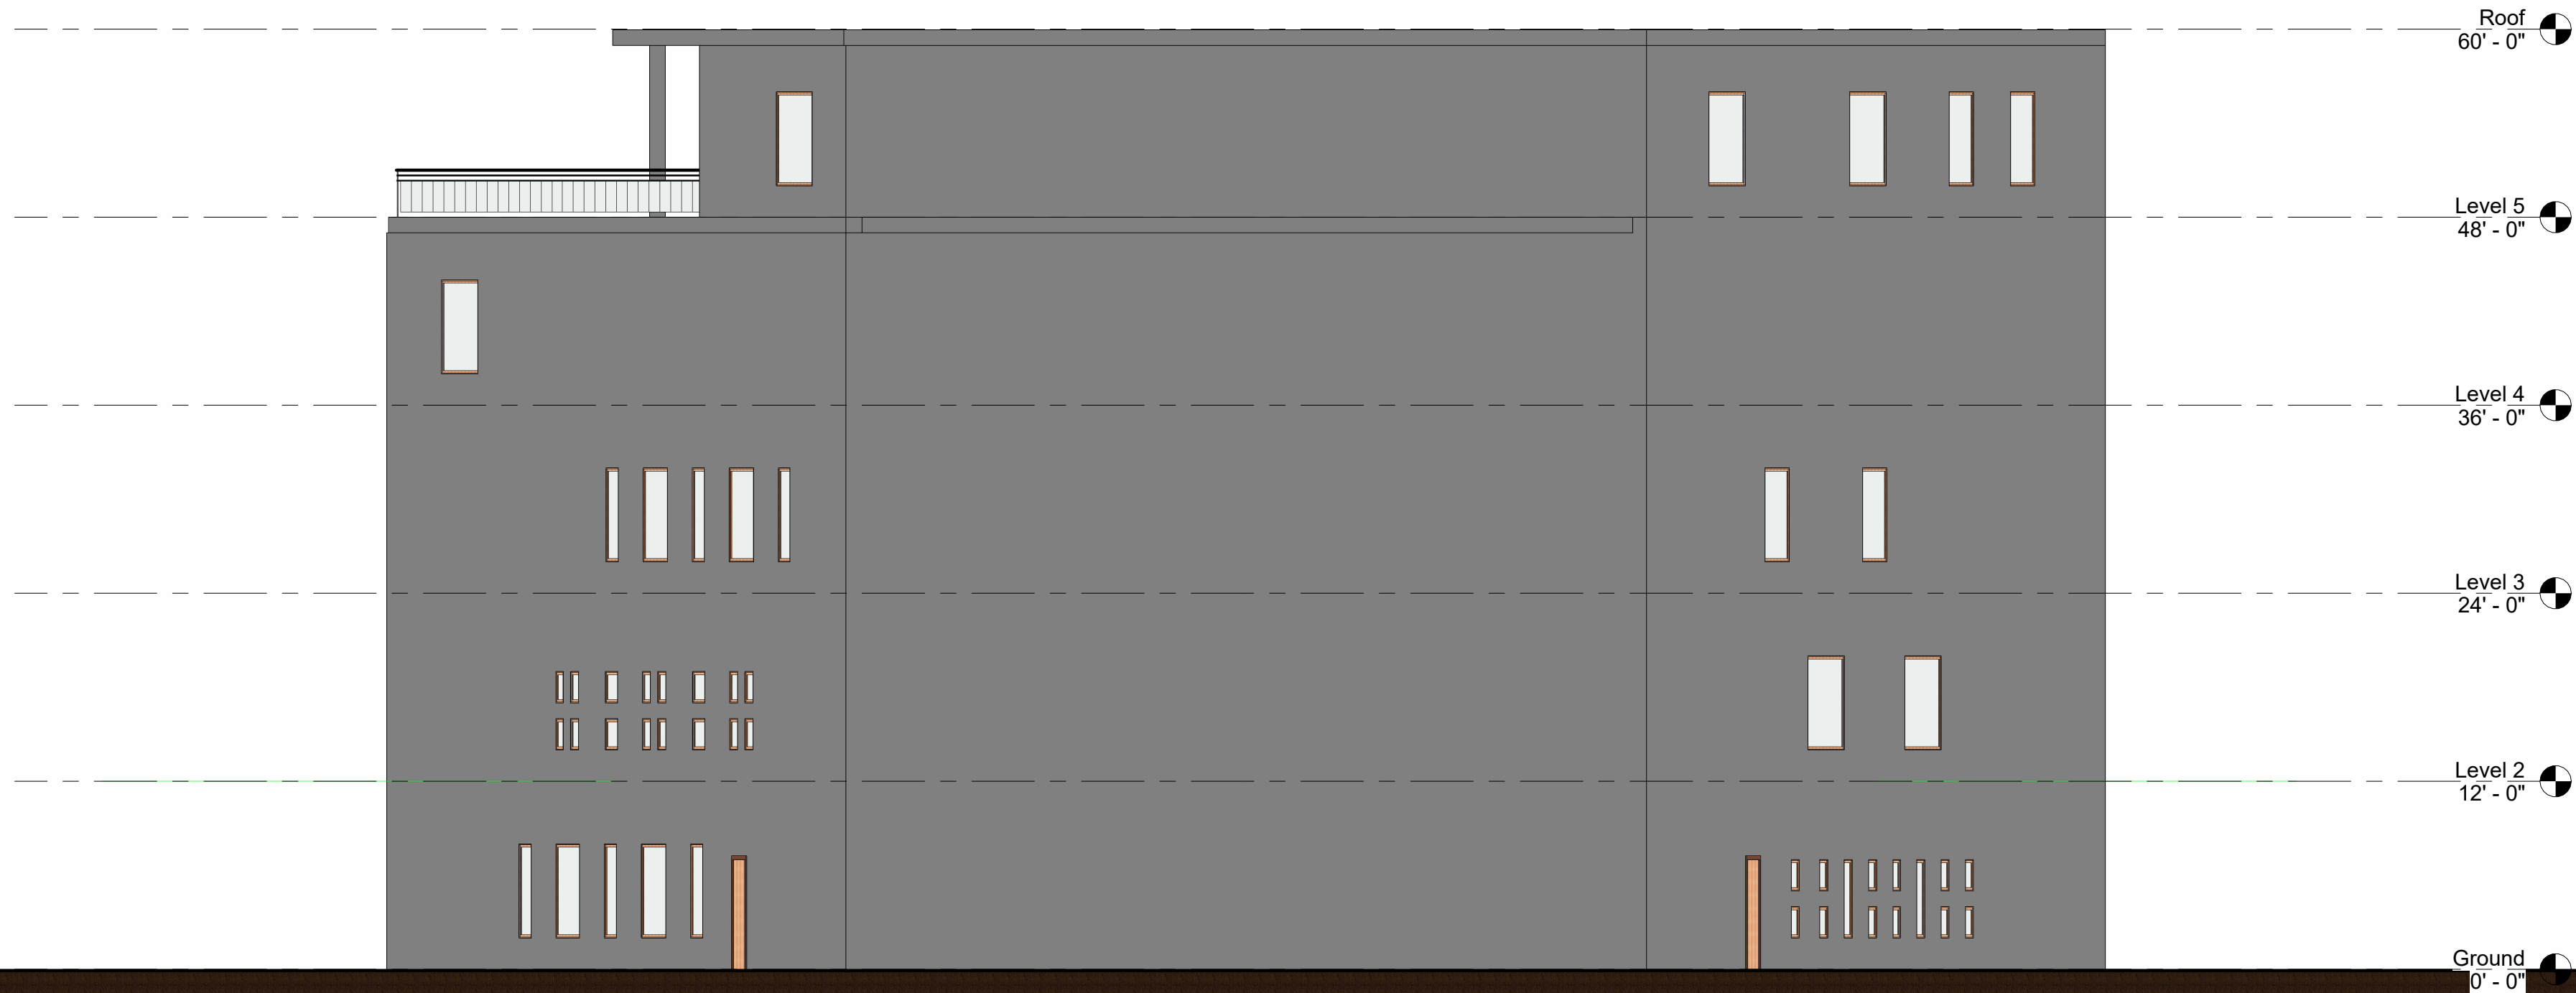 Roof
60' - 0"
Level 5
48' - 0"
Level 4
36' - 0"
Level 3
24' - 0"
Level 2
12' - 0"
Ground
0' - 0"